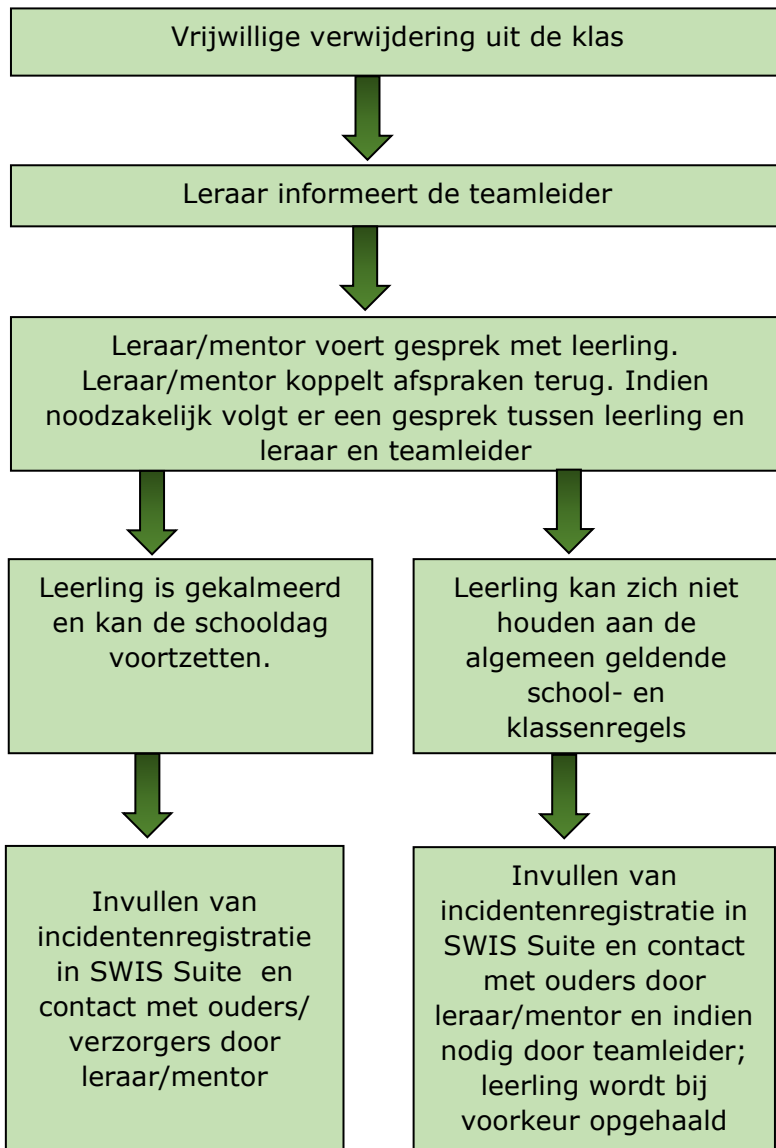 Vrijwillige verwijdering uit de klas
Leraar informeert de teamleider
Leraar/mentor voert gesprek met leerling.
Leraar/mentor koppelt afspraken terug. Indien
noodzakelijk volgt er een gesprek tussen leerling en
leraar en teamleider
Leerling is gekalmeerd
en kan de schooldag
voortzetten.
Leerling kan zich niet
houden aan de
algemeen geldende
school- en
klassenregels
Invullen van
incidentenregistratie
in SWIS Suite en
contact met ouders/
verzorgers door
leraar/mentor
Invullen van
incidentenregistratie in
SWIS Suite en contact
met ouders door
leraar/mentor en indien
nodig door teamleider;
leerling wordt bij
voorkeur opgehaald